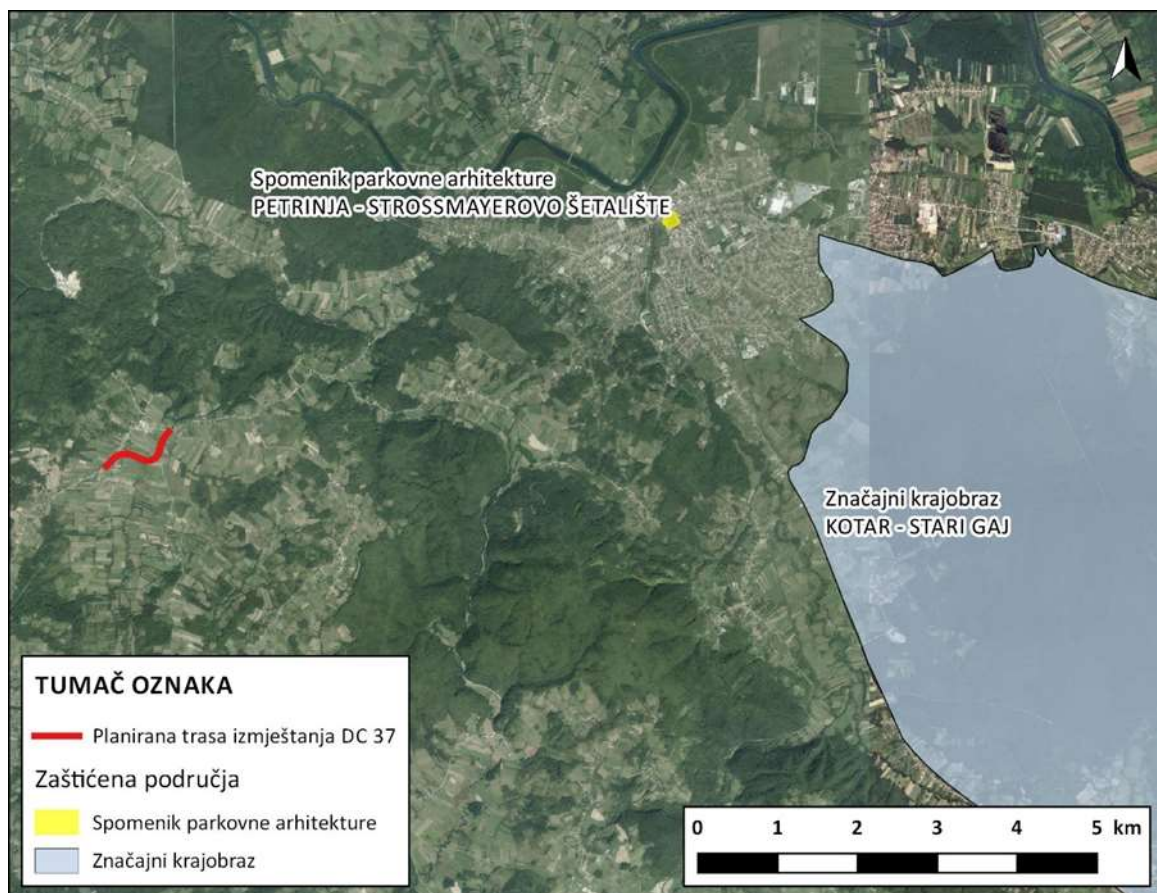 Spomenik parkovne arhitekture
PETRINJA - STROSSMAYEROVO ŠETALIŠTE
Značajni krajobraz
KOTAR - STARI GAJ
TUMAČ OZNAKA
Planirana trasa izmještanja DC 37
Zaštićena područja
Spomenik parkovne arhitekture
Značajni krajobraz
0 1 2 3 4 5 km